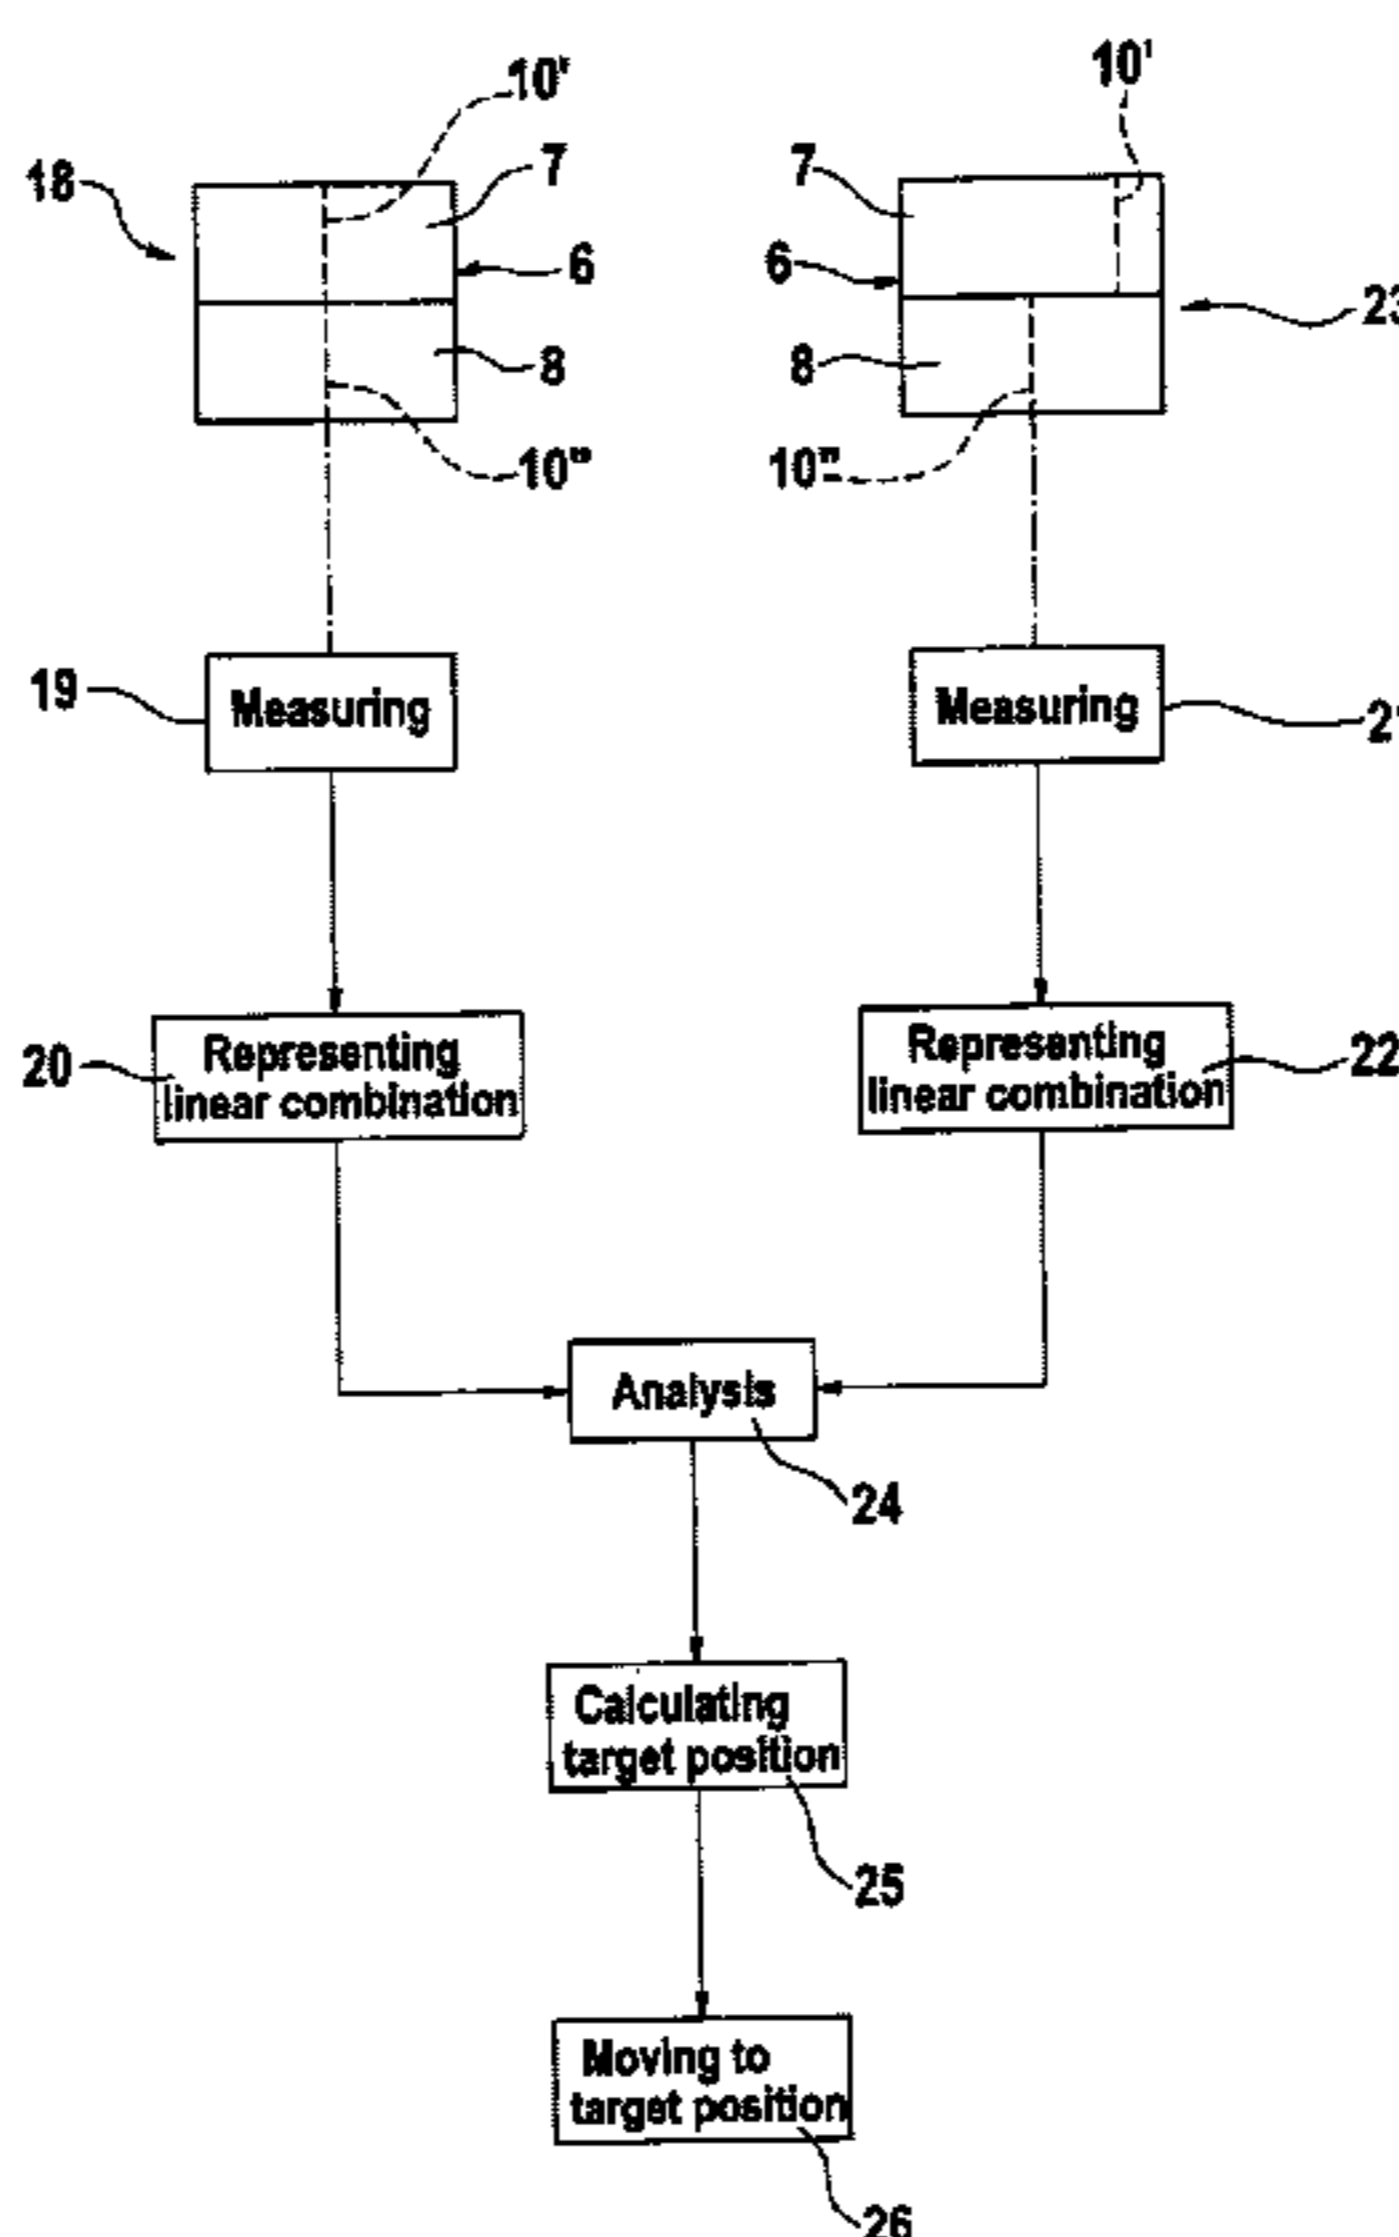 10' 10'
18 7 7
6 6 23
8 8
10" 10"
19 Measuring Measuring
20 Representing Representing 22
linear combination linear combination
Analysis
24
Calculating
target position
25
Moving to
target position
26